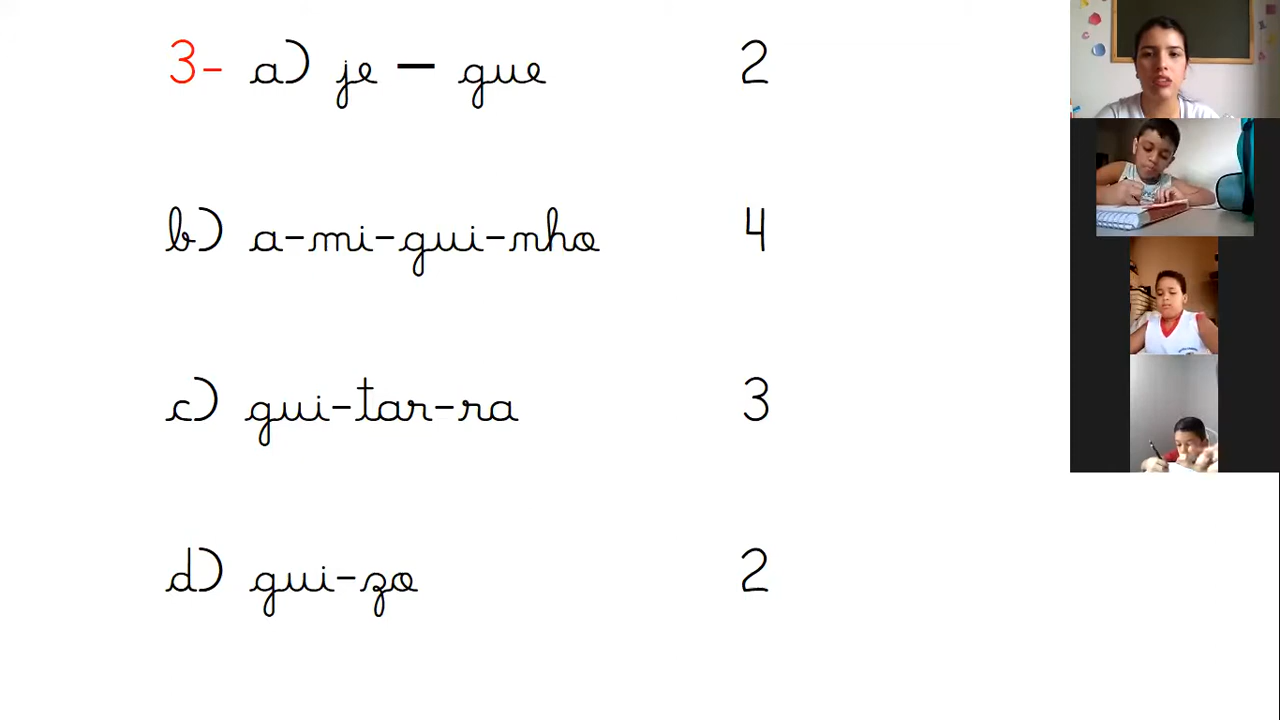 3- a) je – gue 2
b) a-mi-gui-nho 4
c) gui-tar-ra 3
d) gui-zo 2